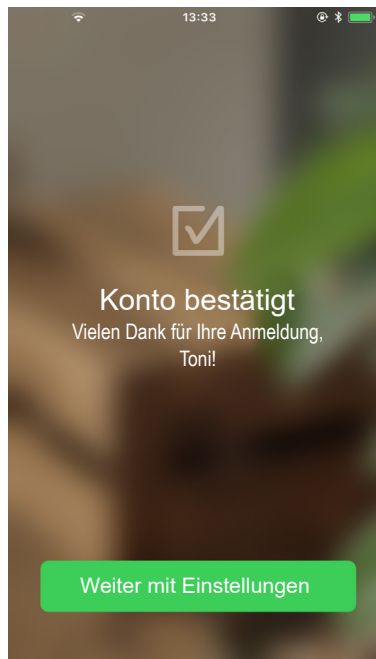 13:33
Konto bestätigt
Vielen Dank für Ihre Anmeldung,
Toni!
Weiter mit Einstellungen